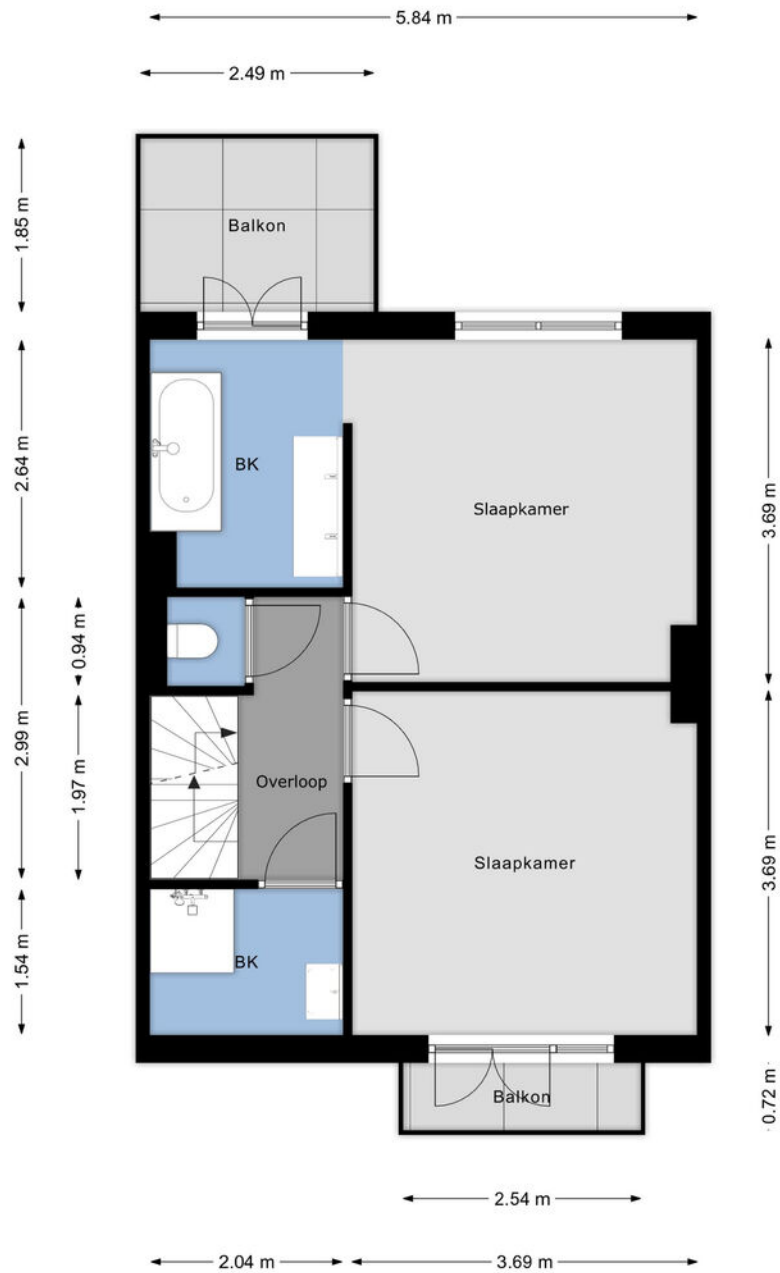 5.84 m
2.49 m
1.85 m
Balkon
2.64 m
BK
Slaapkamer
3.69 m
0.94 m
2.99 m
1.97 m
Overloop
Slaapkamer
3.69 m
1.54 m
BK
Balkon
0.72 m
2.54 m
2.04 m
3.69 m